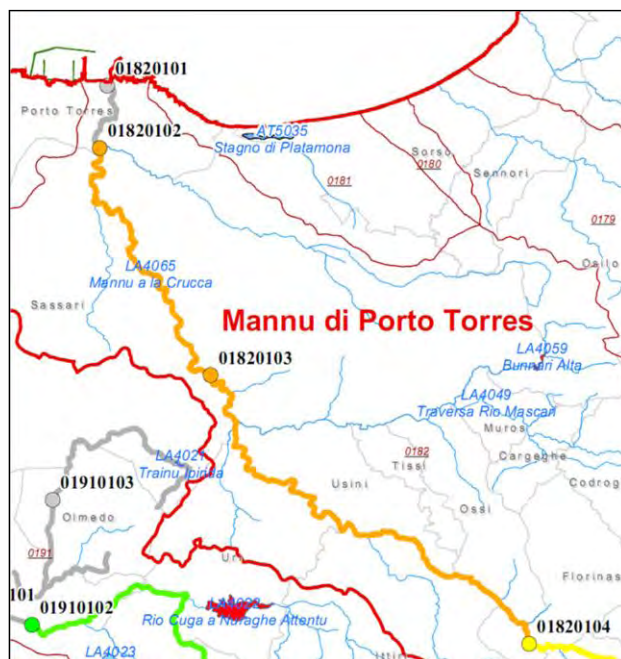 01820101
Porto Torres
01820102
AT5035
Stagno di Platamona
Sorso
0180
Sennori
0181
0179
Osilo
LA4065
Mannu a la Crucca
Sassari
Mannu di Porto Torres
LA4059
Bunnari Alta
01820103
LA4049
Traversa Rio Mascari
Muros
Cargeghe
LA4021
0182
Tissi
Codrog
01910103
Usini
Olmedo
Ossi
0191
Uri
Florinas
101
01910102
Rio Cuga a Nuraghe Attentu
01820104
LA4023
Ittiri